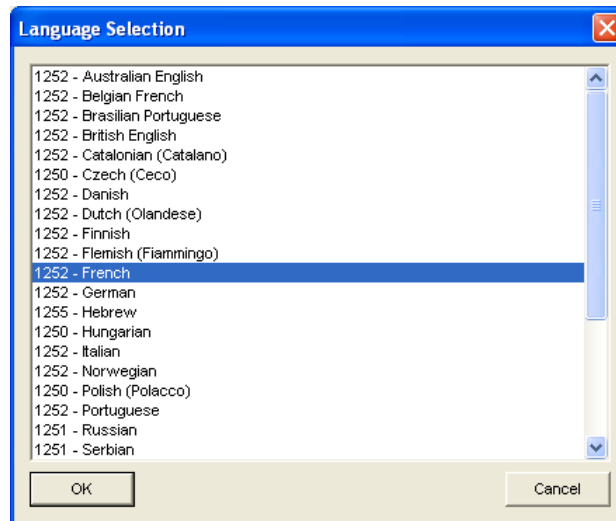 Language Selection
1252 - Australian English
1252 - Belgian French
1252 - Brasilian Portuguese
1252 - British English
1252 - Catalonian (Catalano)
1250 - Czech (Ceco)
1252 - Danish
1252 - Dutch (Olandese)
1252 - Finnish
1252 - Flemish (Fiammingo)
1252 - French
1252 - German
1255 - Hebrew
1250 - Hungarian
1252 - Italian
1252 - Norwegian
1250 - Polish (Polacco)
1252 - Portuguese
1251 - Russian
1251 - Serbian
OK
Cancel